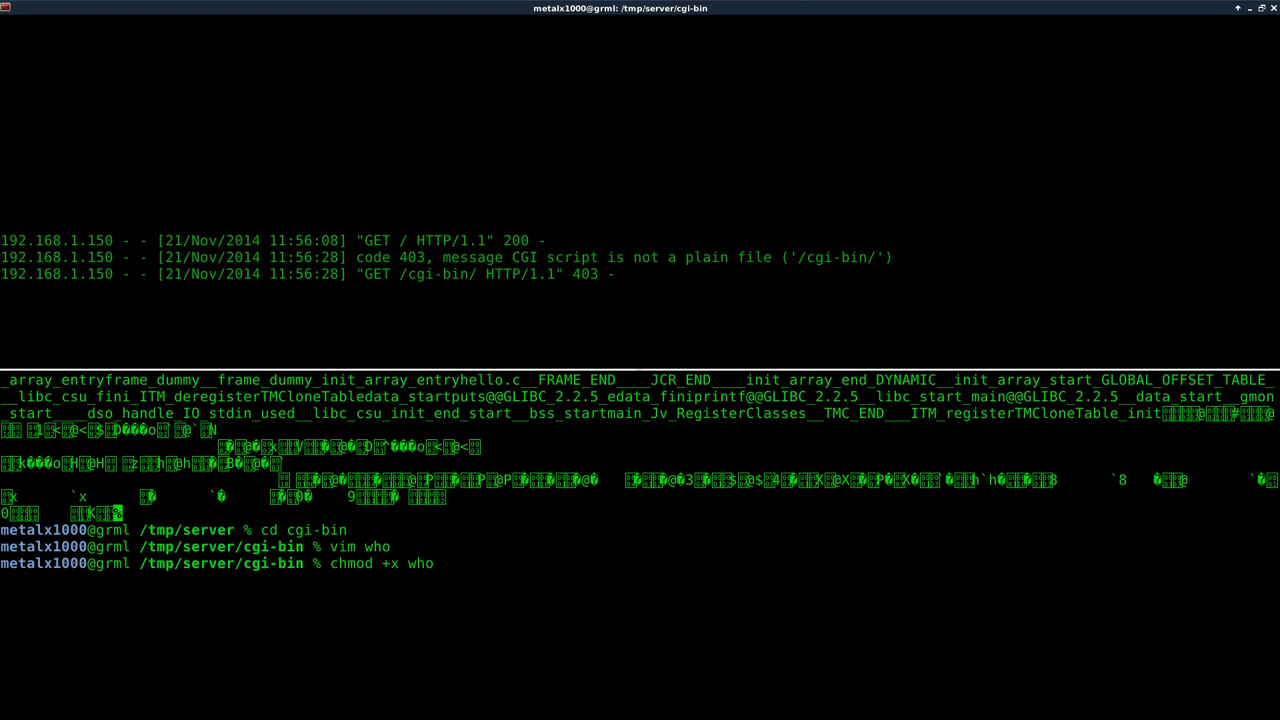 metalx1000@grml: /tmp/server/cgi-bin
192.168.1.150 - - [21/Nov/2014 11:56:08] "GET / HTTP/1.1" 200 -
192.168.1.150 - - [21/Nov/2014 11:56:28] code 403, message CGI script is not a plain file ('/cgi-bin/')
192.168.1.150 - - [21/Nov/2014 11:56:28] "GET /cgi-bin/ HTTP/1.1" 403 -
_array_entryframe_dummy__frame_dummy_init_array_entryhello.c__FRAME_END____JCR_END____init_array_end_DYNAMIC__init_array_start_GLOBAL_OFFSET_TABLE_
__libc_csu_fini_ITM_deregisterTMCloneTabledata_startputs@@GLIBC_2.2.5_edata_finiprintf@@GLIBC_2.2.5__libc_start_main@@GLIBC_2.2.5__data_start__gmon
_start____dso_handle_IO_stdin_used__libc_csu_init_end_start__bss_startmain_Jv_RegisterClasses__TMC_END___ITM_registerTMCloneTable_init
metalx1000@grml /tmp/server % cd cgi-bin
metalx1000@grml /tmp/server/cgi-bin % vim who
metalx1000@grml /tmp/server/cgi-bin % chmod +x who